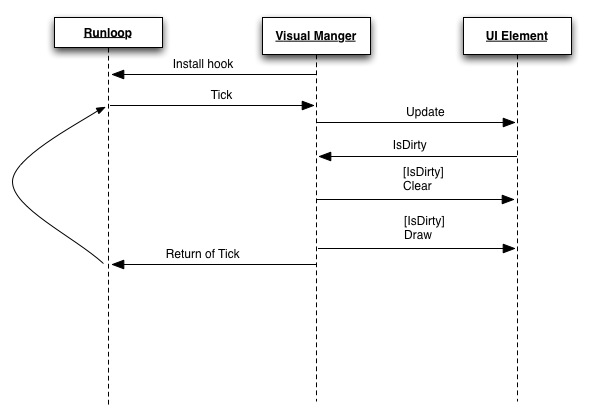 Runloop
Visual Manger
UI Element
Install hook
Tick
Update
IsDirty
[IsDirty]
Clear
[IsDirty]
Draw
Return of Tick